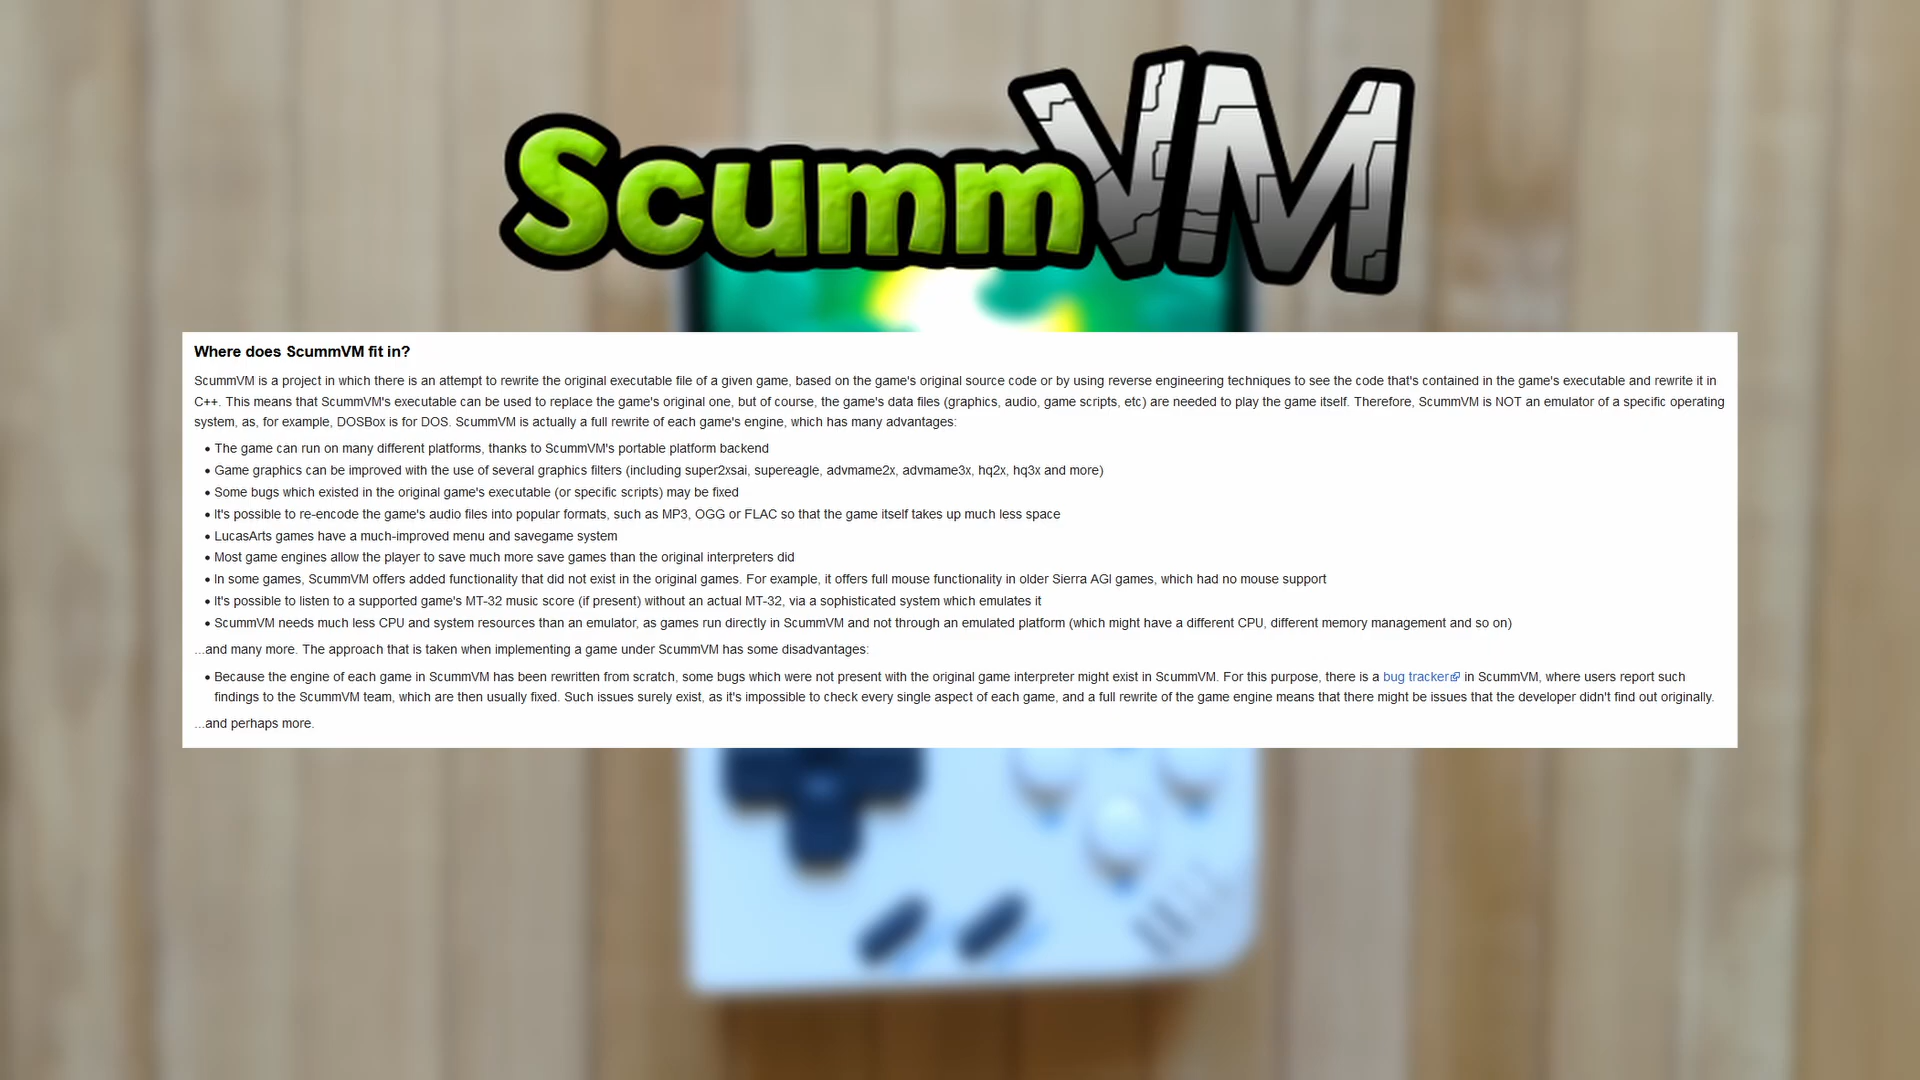 ScummVM
Where does ScummVM fit in?
ScummVM is a project in which there is an attempt to rewrite the original executable file of a given game, based on the game's original source code or by using reverse engineering techniques to see the code that's contained in the game's executable and rewrite it in
C++. This means that ScummVM's executable can be used to replace the game's original one, but of course, the game's data files (graphics, audio, game scripts, etc) are needed to play the game itself. Therefore, ScummVM is NOT an emulator of a specific operating
system, as, for example, DOSBox is for DOS. ScummVM is actually a full rewrite of each game's engine, which has many advantages:
• The game can run on many different platforms, thanks to ScummVM's portable platform backend
• Game graphics can be improved with the use of several graphics filters (including super2xsai, supereagle, advmame2x, advmame3x, hq2x, hq3x and more)
• Some bugs which existed in the original game's executable (or specific scripts) may be fixed
• It's possible to re-encode the game's audio files into popular formats, such as MP3, OGG or FLAC so that the game itself takes up much less space
• LucasArts games have a much-improved menu and savegame system
• Most game engines allow the player to save much more save games than the original interpreters did
• In some games, ScummVM offers added functionality that did not exist in the original games. For example, it offers full mouse functionality in older Sierra AGI games, which had no mouse support
• It's possible to listen to a supported game's MT-32 music score (if present) without an actual MT-32, via a sophisticated system which emulates it
• ScummVM needs much less CPU and system resources than an emulator, as games run directly in ScummVM and not through an emulated platform (which might have a different CPU, different memory management and so on)
...and many more. The approach that is taken when implementing a game under ScummVM has some disadvantages:
• Because the engine of each game in ScummVM has been rewritten from scratch, some bugs which were not present with the original game interpreter might exist in ScummVM. For this purpose, there is a bug tracker in ScummVM, where users report such
findings to the ScummVM team, which are then usually fixed. Such issues surely exist, as it's impossible to check every single aspect of each game, and a full rewrite of the game engine means that there might be issues that the developer didn't find out originally.
...and perhaps more.